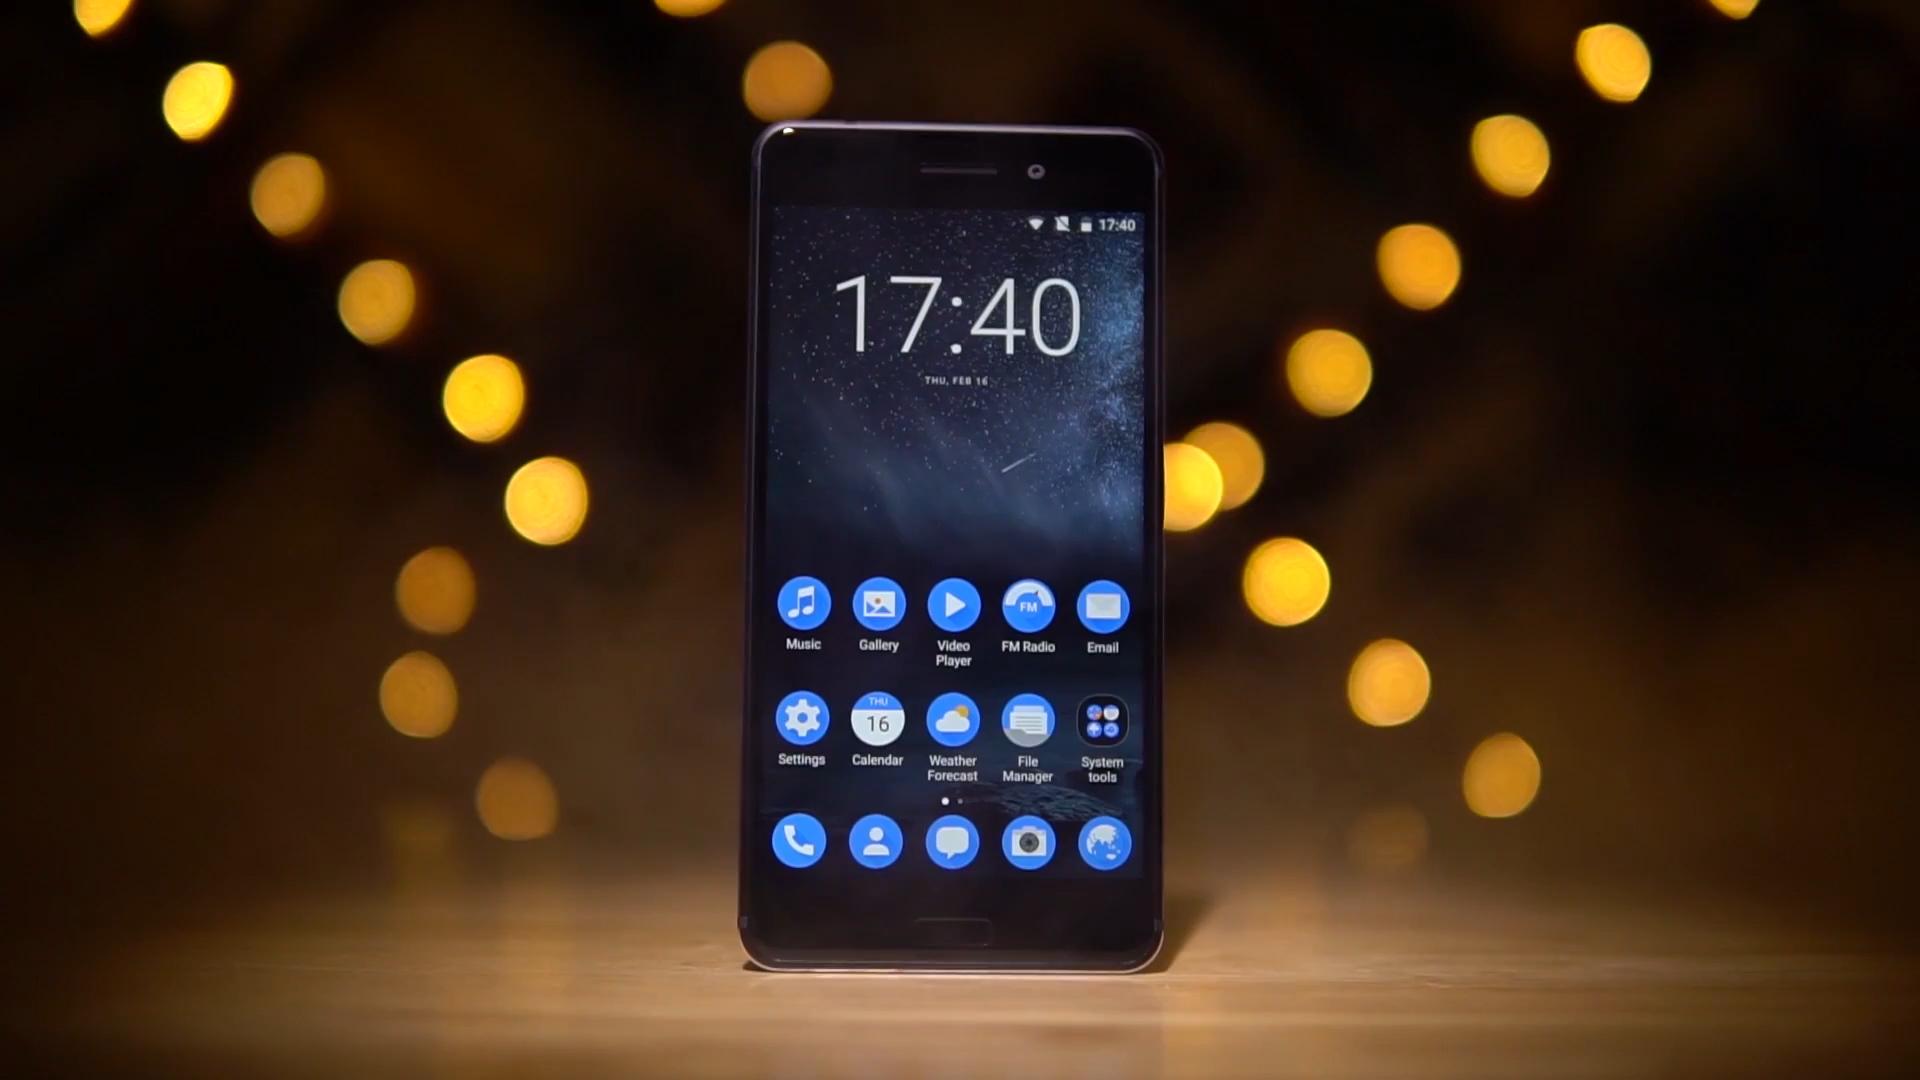 17:40
17:40
THU, FEB 16
FM
Music Gallery Video Player FM Radio Email
THU
16
Settings Calendar Weather Forecast File Manager System tools